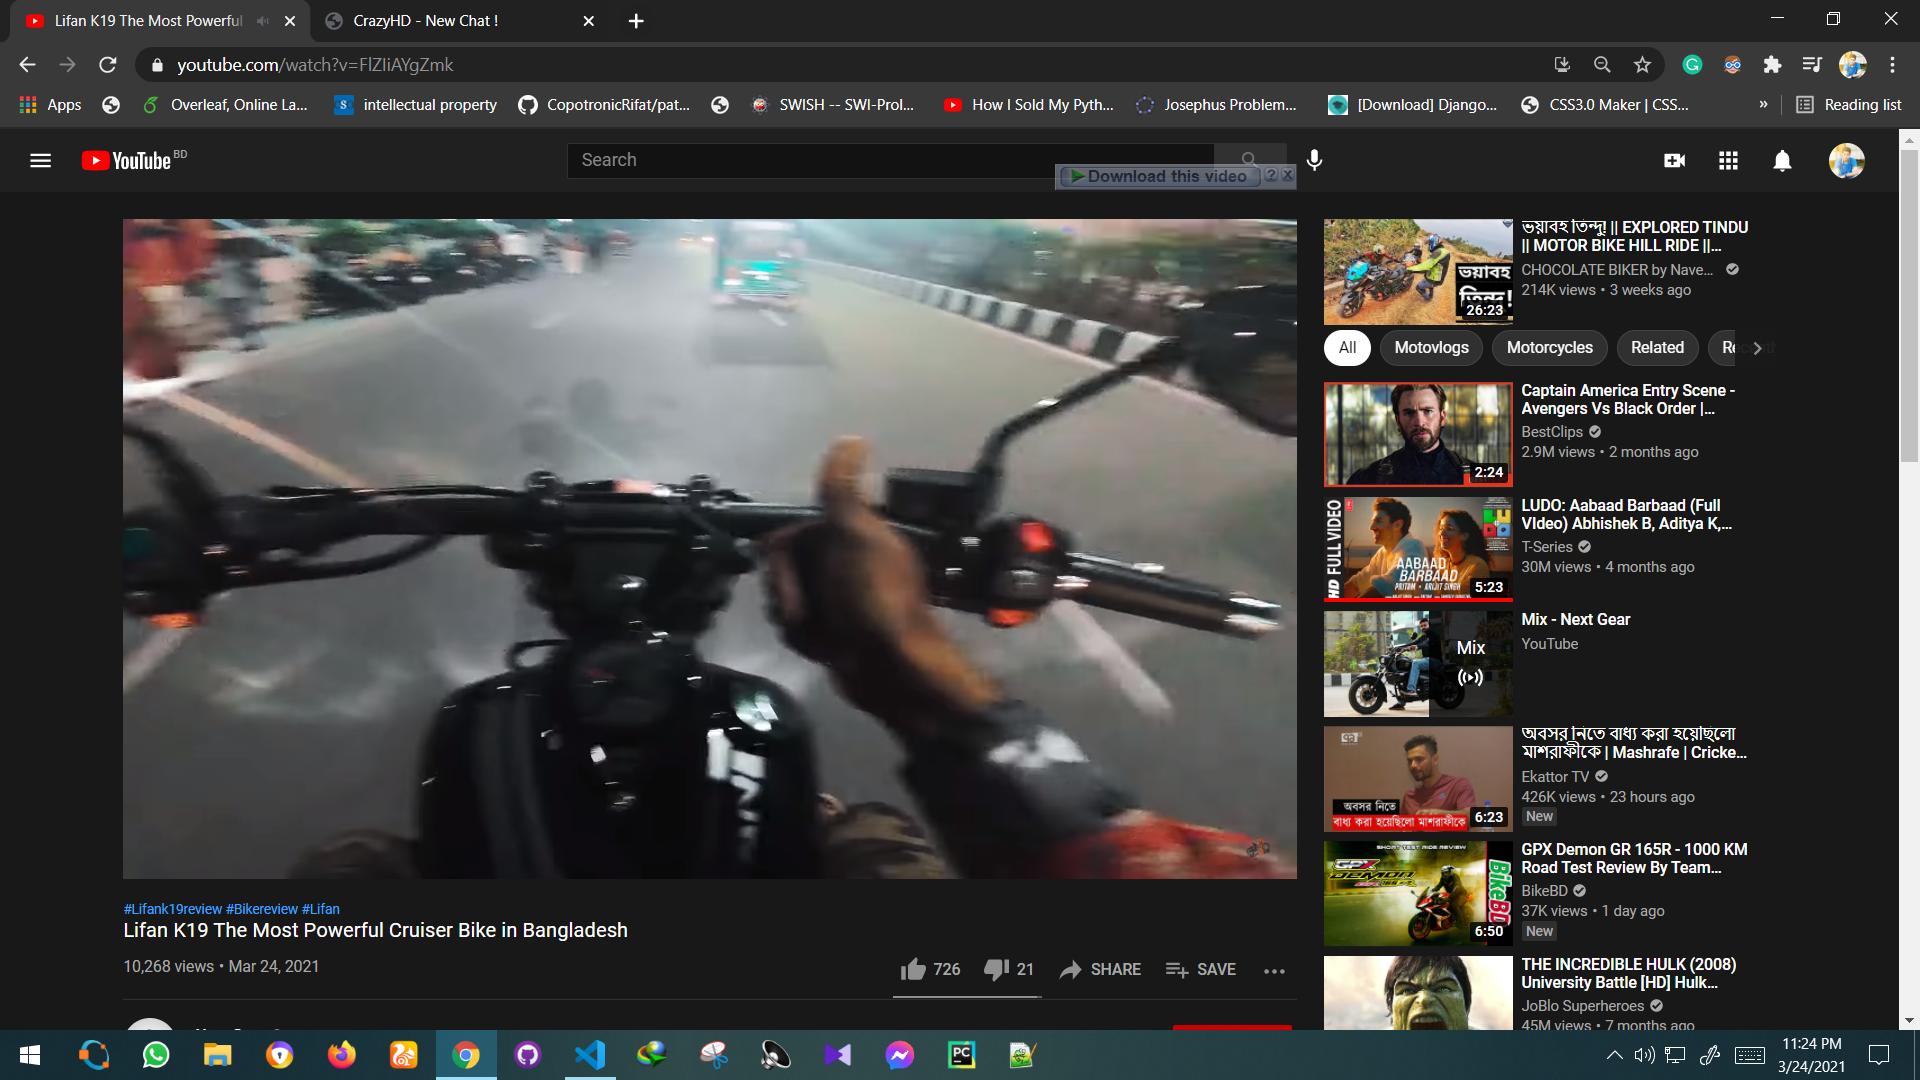 Lifan K19 The Most Powerful
CrazyHD - New Chat !
youtube.com/watch?v=FlZIiAYgZmk
Apps
Overleaf, Online La...
intellectual property
CopotronicRifat/pat...
SWISH -- SWI-Prol...
How I Sold My Pyth...
Josephus Problem...
[Download] Django...
CSS3.0 Maker | CSS...
»
Reading list
YouTube BD
Search
Download this video
#Lifank19review #Bikereview #Lifan
Lifan K19 The Most Powerful Cruiser Bike in Bangladesh
10,268 views • Mar 24, 2021
726
21
SHARE
SAVE
ভয়াবহ
তিন্দু!
26:23
ভয়াবহ তিন্দু! || EXPLORED TINDU
|| MOTOR BIKE HILL RIDE ||...
CHOCOLATE BIKER by Nave...
214K views • 3 weeks ago
All
Motovlogs
Motorcycles
Related
2:24
Captain America Entry Scene -
Avengers Vs Black Order |...
BestClips
2.9M views • 2 months ago
HD FULL VIDEO
AABAAD
BARBAAD
PRITAM • ARIJIT SINGH
5:23
LUDO: Aabaad Barbaad (Full
VIdeo) Abhishek B, Aditya K,...
T-Series
30M views • 4 months ago
Mix
Mix - Next Gear
YouTube
অবসর নিতে
বাধ্য করা হয়েছিলো মাশরাফীকে
6:23
অবসর নিতে বাধ্য করা হয়েছিলো
মাশরাফীকে | Mashrafe | Cricke...
Ekattor TV
426K views • 23 hours ago
New
SHORT TEST RIDE REVIEW
GPX
DEMON
BikeBD
6:50
GPX Demon GR 165R - 1000 KM
Road Test Review By Team...
BikeBD
37K views • 1 day ago
New
THE INCREDIBLE HULK (2008)
University Battle [HD] Hulk...
JoBlo Superheroes
45M views • 7 months ago
11:24 PM
3/24/2021